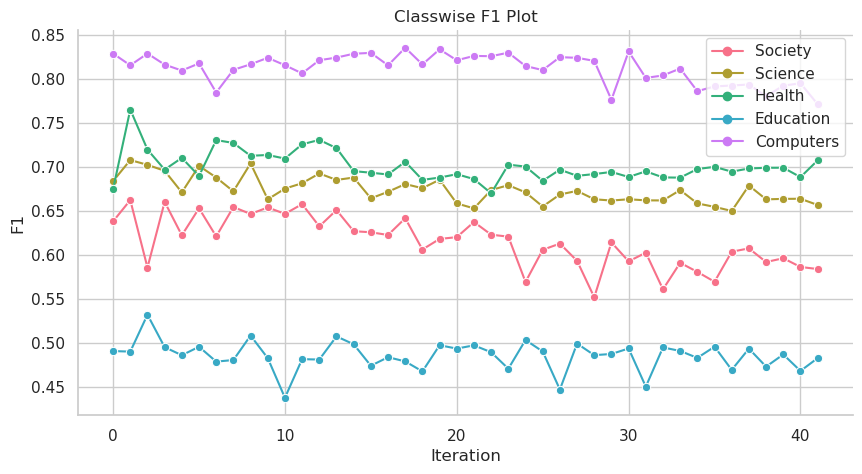 Classwise F1 Plot
0.85
0.80
0.75
0.70
0.65
0.60
0.55
0.50
0.45
F1
0
10
20
30
40
Iteration
Society
Science
Health
Education
Computers